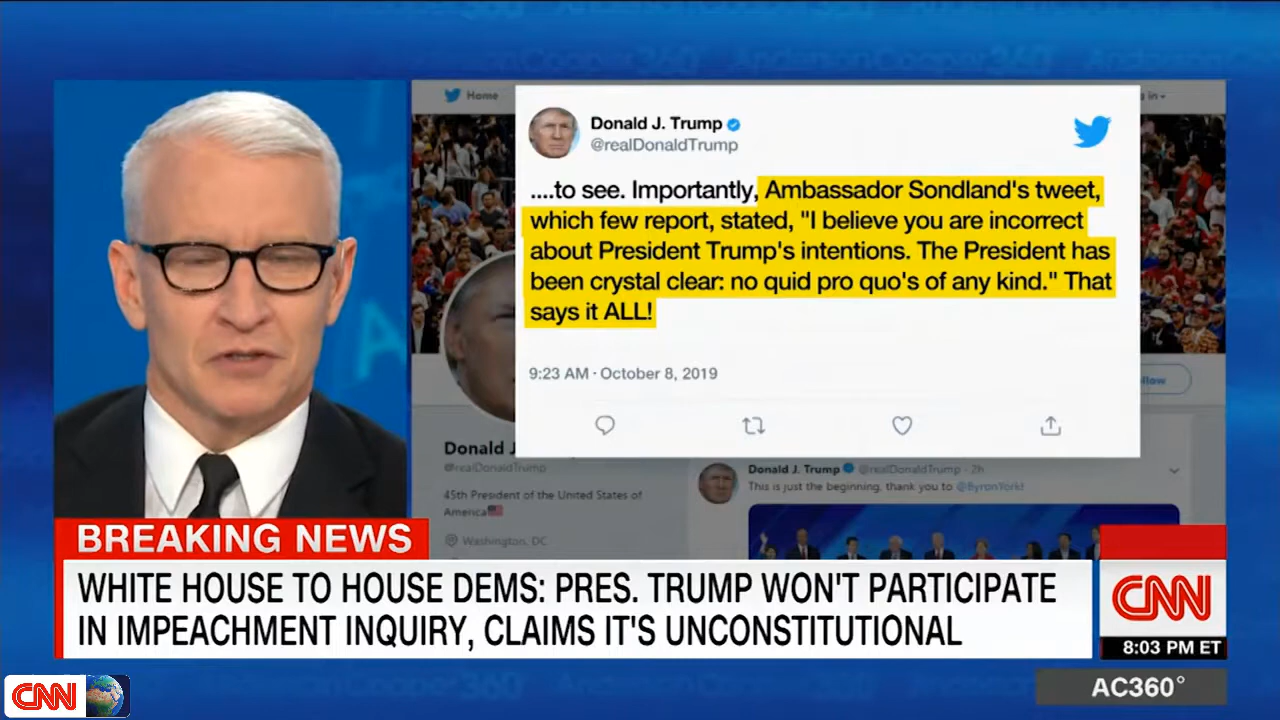 Anderson Cooper 360°
Home
Donald J. Trump
@realDonaldTrump
....to see. Importantly, Ambassador Sondland's tweet,
which few report, stated, "I believe you are incorrect
about President Trump's intentions. The President has
been crystal clear: no quid pro quo's of any kind." That
says it ALL!
9:23 AM · October 8, 2019
Donald J
@realDonaldTrump
45th President of the United States of
America
Washington, DC
Donald J. Trump @realDonaldTrump · 2h
This is just the beginning, thank you to @ByronYork!
BREAKING NEWS
WHITE HOUSE TO HOUSE DEMS: PRES. TRUMP WON'T PARTICIPATE
IN IMPEACHMENT INQUIRY, CLAIMS IT'S UNCONSTITUTIONAL
CNN
8:03 PM ET
CNN
AC360°